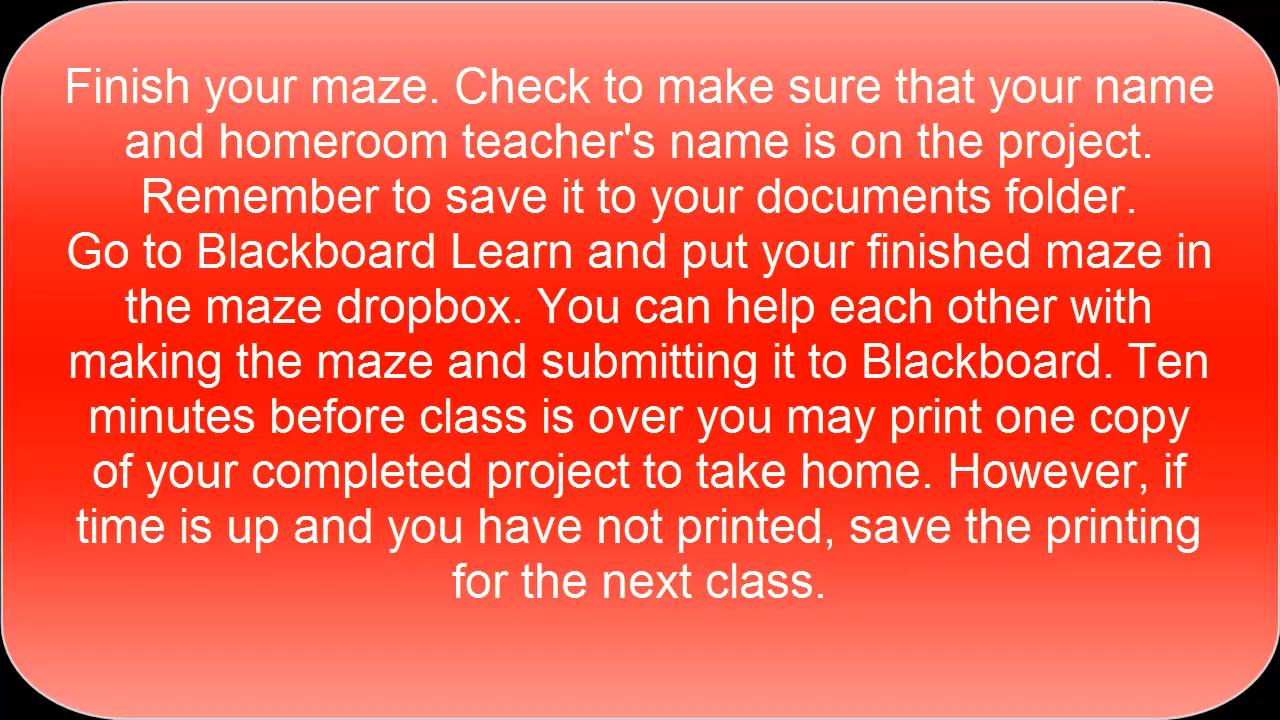 Finish your maze. Check to make sure that your name
and homeroom teacher's name is on the project.
Remember to save it to your documents folder.
Go to Blackboard Learn and put your finished maze in
the maze dropbox. You can help each other with
making the maze and submitting it to Blackboard. Ten
minutes before class is over you may print one copy
of your completed project to take home. However, if
time is up and you have not printed, save the printing
for the next class.